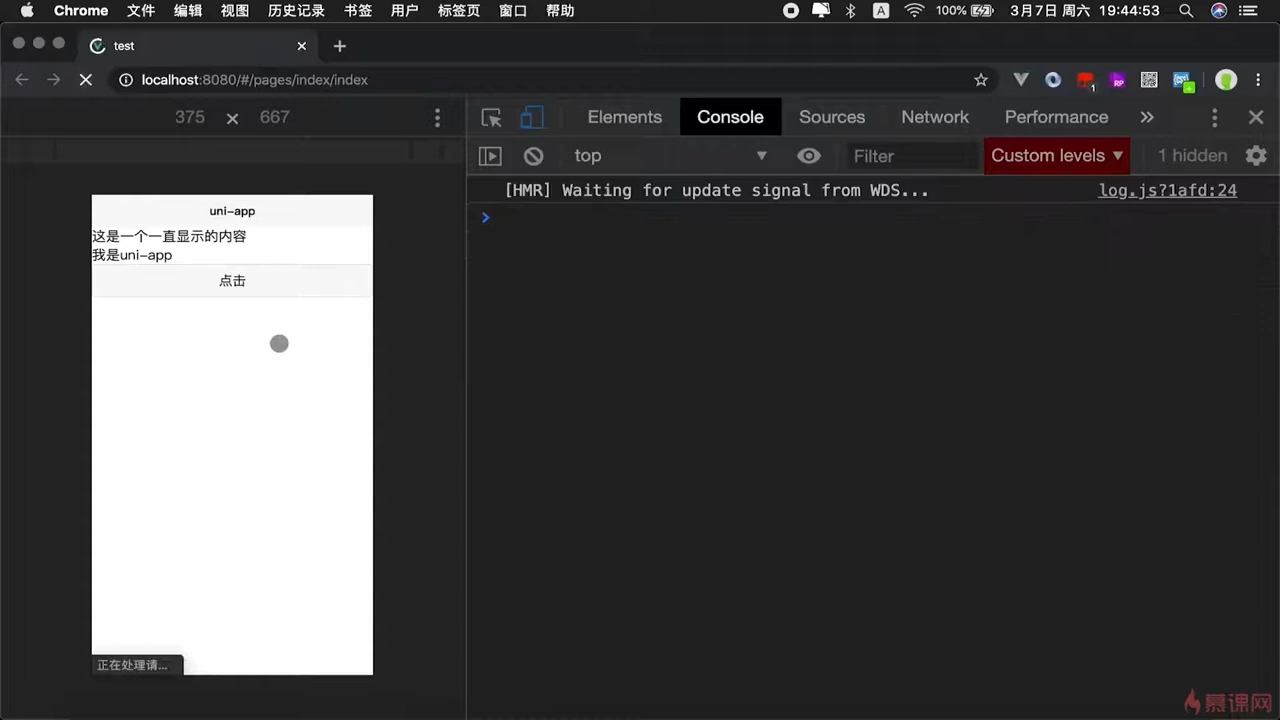 Chrome 文件 编辑 视图 历史记录 书签 用户 标签页 窗口 帮助 A 100% 3月7日 周六 19:44:53
test
localhost:8080/#/pages/index/index
RP 1
375 × 667
Elements Console Sources Network Performance »
top Filter Custom levels 1 hidden
[HMR] Waiting for update signal from WDS... log.js?1afd:24
uni-app
这是一个一直显示的内容
我是uni-app
点击
正在处理请...
慕课网